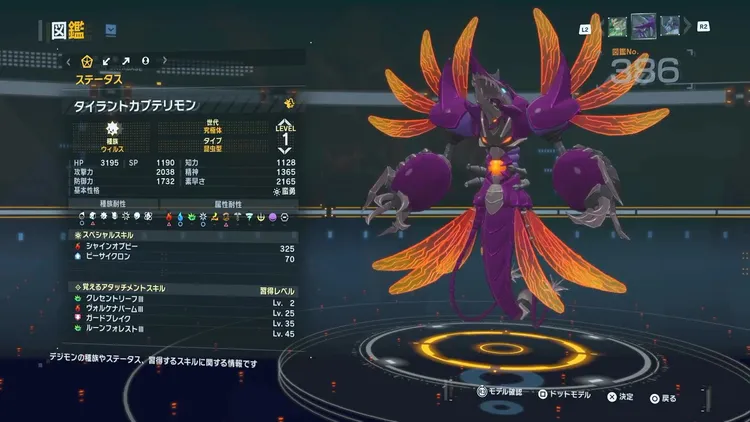 図鑑
L2
R2
図鑑No.
386
ステータス
タイラントカブテリモン
種族
ウイルス
世代
究極体
タイプ
昆虫型
LEVEL
1
HP 3195 SP 1190 知力 1128
攻撃力 2038 精神 1365
防御力 1732 素早さ 2165
基本性格 蛮勇
種族耐性 属性耐性
スペシャルスキル
シャインオブビー 325
ビーサイクロン 70
覚えるアタッチメントスキル 習得レベル
クレセントリーフIII Lv. 2
ヴォルケナパームIII Lv. 25
ガードブレイク Lv. 35
ルーンフォレストIII Lv. 45
デジモンの種族やステータス、習得するスキルに関する情報です
R3 モデル確認 ドットモデル 決定 戻る